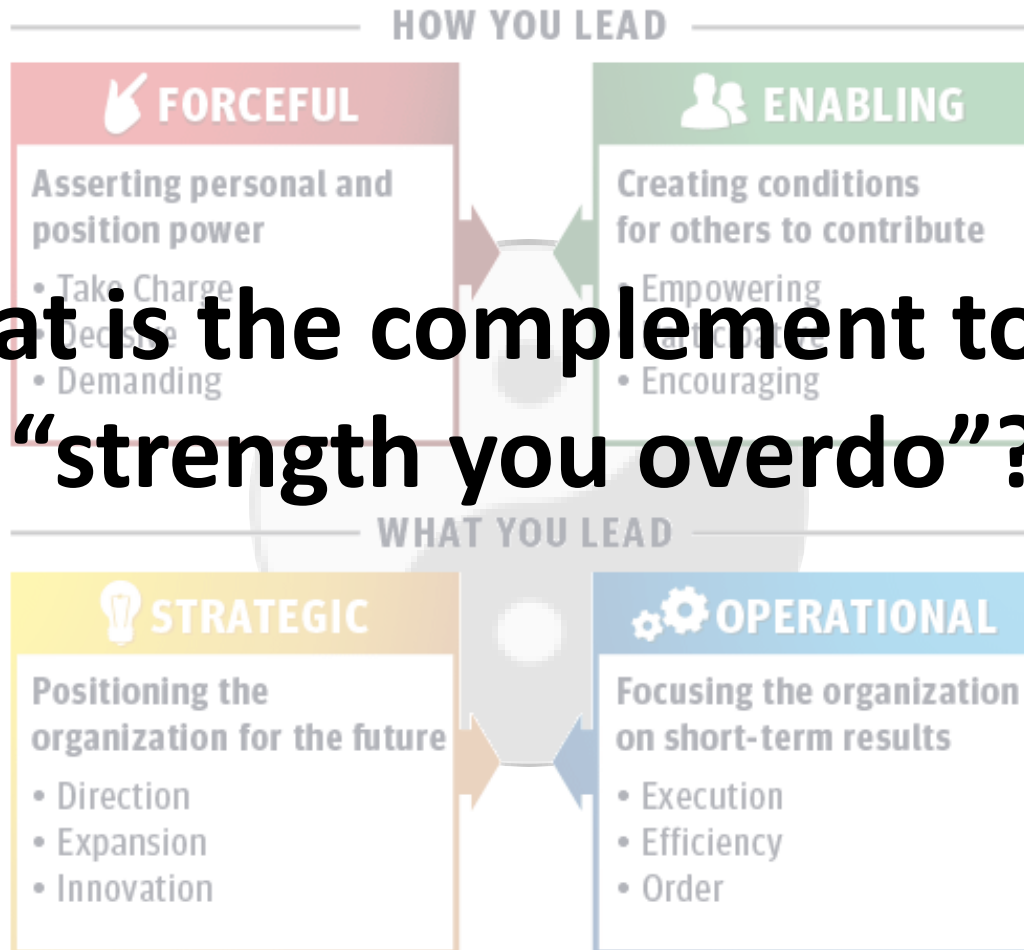 HOW YOU LEAD
FORCEFUL
Asserting personal and
position power
• Take Charge
• Decisive
• Demanding
ENABLING
Creating conditions
for others to contribute
• Empowering
• Participative
• Encouraging
at is the complement to
“strength you overdo”?
WHAT YOU LEAD
STRATEGIC
Positioning the
organization for the future
• Direction
• Expansion
• Innovation
OPERATIONAL
Focusing the organization
on short-term results
• Execution
• Efficiency
• Order